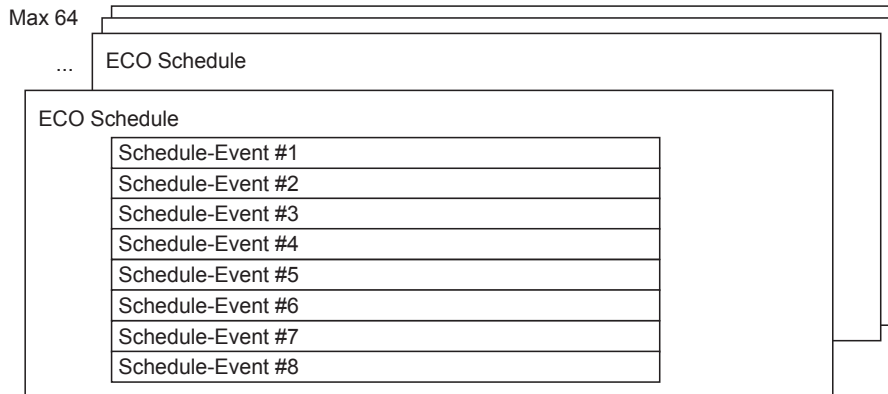 Max 64
...
ECO Schedule
ECO Schedule
Schedule-Event #1
Schedule-Event #2
Schedule-Event #3
Schedule-Event #4
Schedule-Event #5
Schedule-Event #6
Schedule-Event #7
Schedule-Event #8